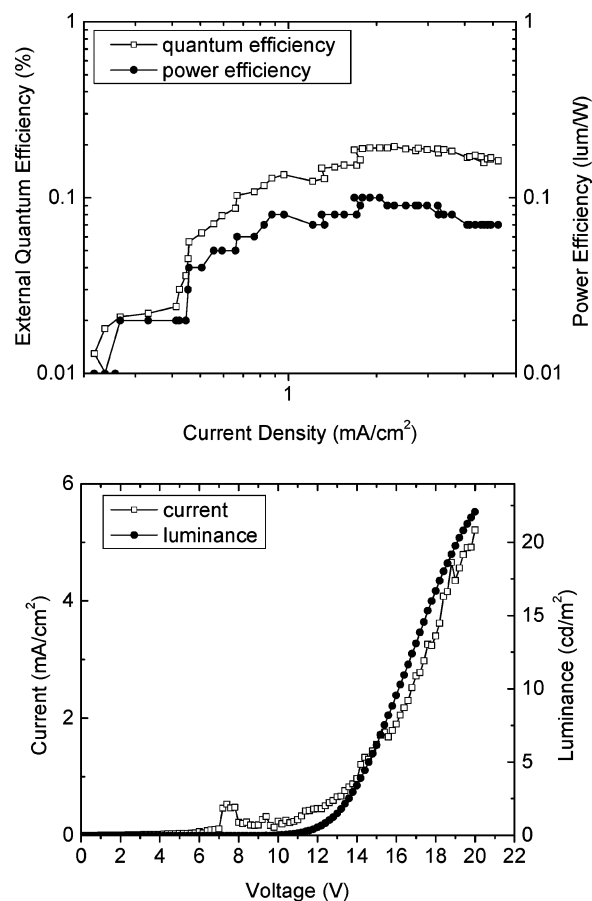 1
1
quantum efficiency
power efficiency
External Quantum Efficiency (%)
Power Efficiency (lum/W)
0.1
0.1
0.01
0.01
1
Current Density (mA/cm²)
6
current
luminance
20
4
15
Current (mA/cm²)
Luminance (cd/m²)
10
2
5
0
0
0 2 4 6 8 10 12 14 16 18 20 22
Voltage (V)